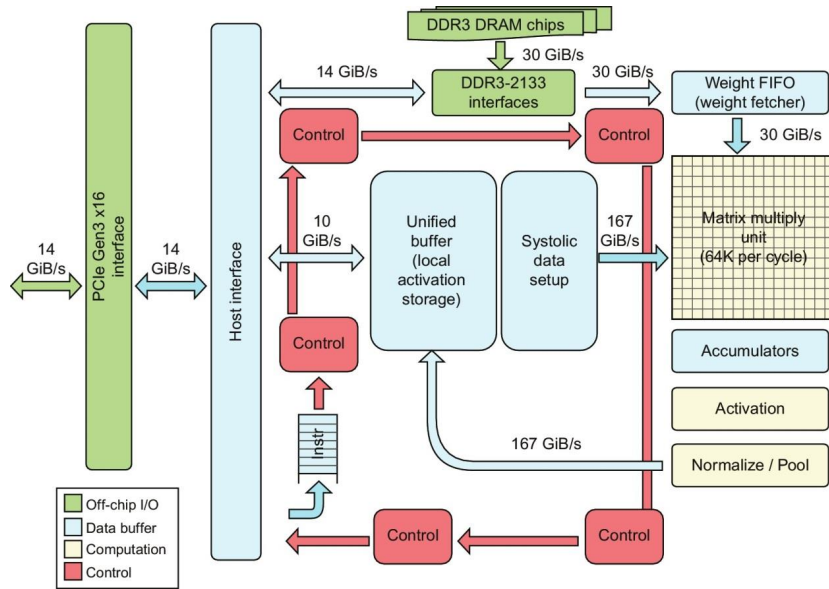 DDR3 DRAM chips
30 GiB/s
14 GiB/s
DDR3-2133
interfaces
30 GiB/s
Weight FIFO
(weight fetcher)
30 GiB/s
Control
Control
Matrix multiply
unit
(64K per cycle)
PCIe Gen3 x16
interface
Host interface
14
GiB/s
14
GiB/s
10
GiB/s
Unified
buffer
(local
activation
storage)
Systolic
data
setup
167
GiB/s
Control
Accumulators
Activation
Instr
167 GiB/s
Normalize / Pool
Off-chip I/O
Data buffer
Computation
Control
Control
Control